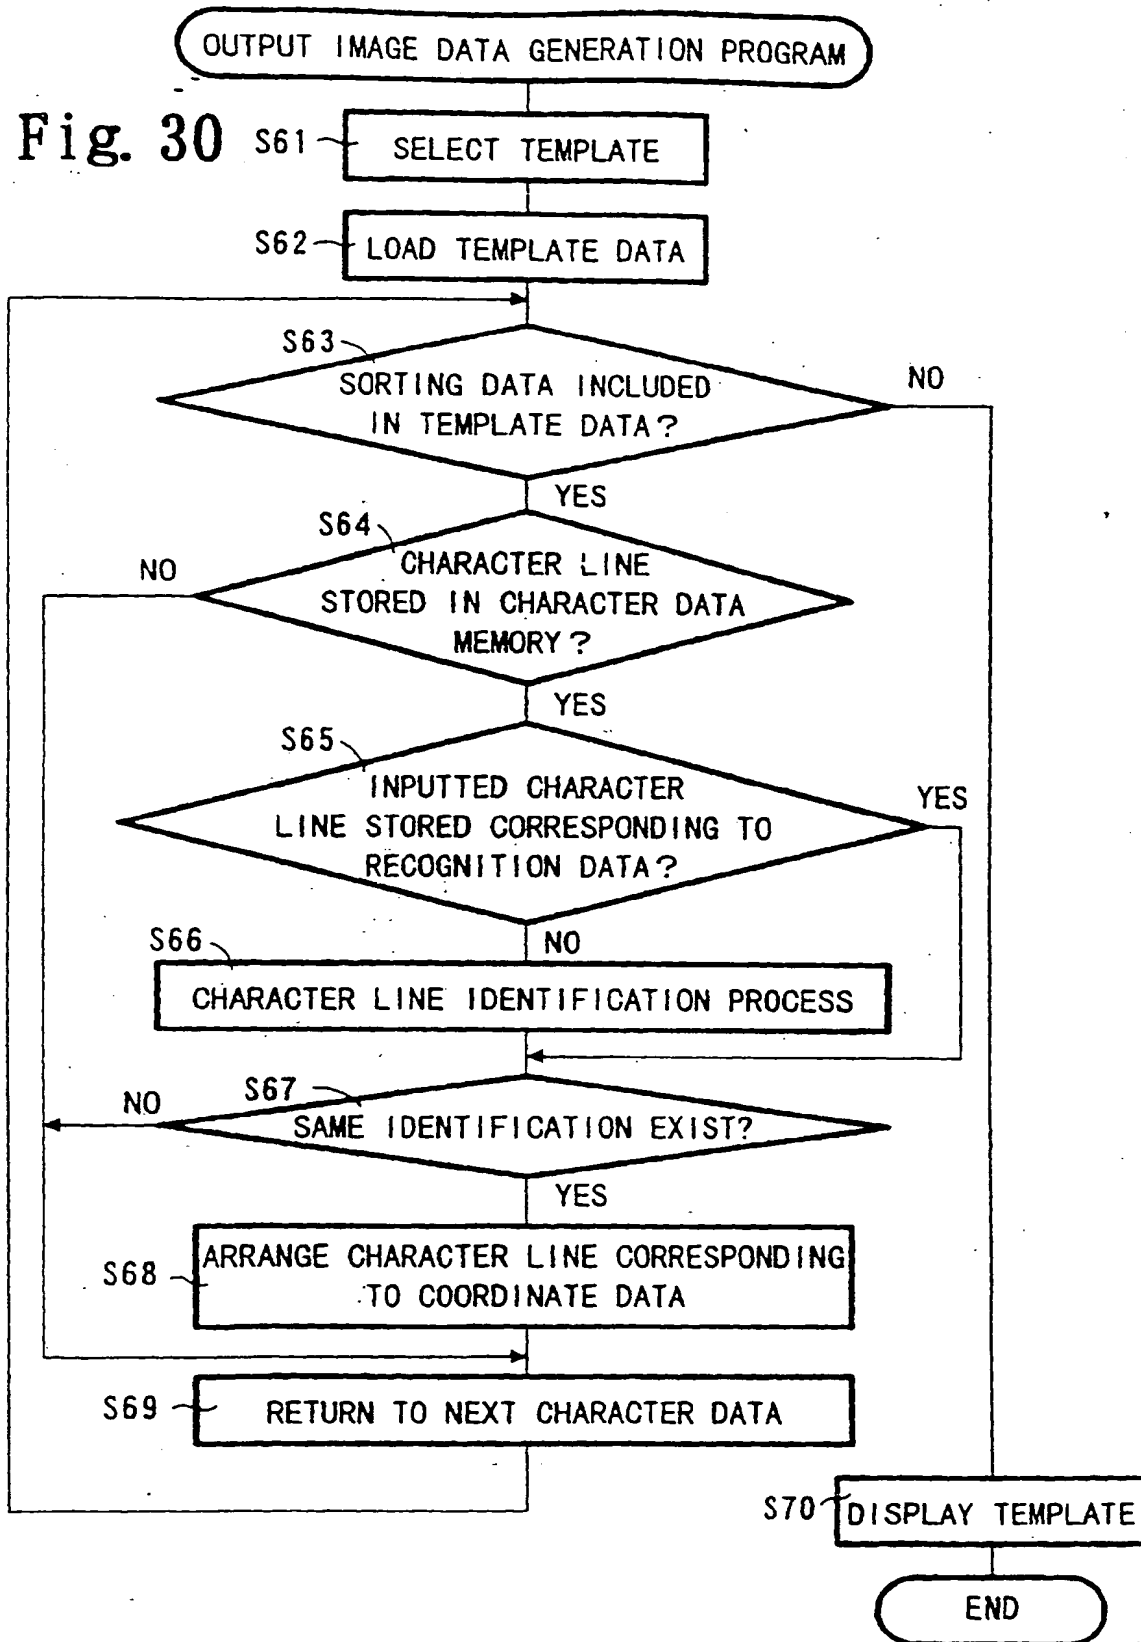 OUTPUT IMAGE DATA GENERATION PROGRAM
Fig. 30
S61
SELECT TEMPLATE
S62
LOAD TEMPLATE DATA
S63
SORTING DATA INCLUDED
IN TEMPLATE DATA?
NO
YES
S64
CHARACTER LINE
STORED IN CHARACTER DATA
MEMORY?
NO
YES
S65
INPUTTED CHARACTER
LINE STORED CORRESPONDING TO
RECOGNITION DATA?
YES
NO
S66
CHARACTER LINE IDENTIFICATION PROCESS
S67
NO
SAME IDENTIFICATION EXIST?
YES
S68
ARRANGE CHARACTER LINE CORRESPONDING
TO COORDINATE DATA
S69
RETURN TO NEXT CHARACTER DATA
S70
DISPLAY TEMPLATE
END